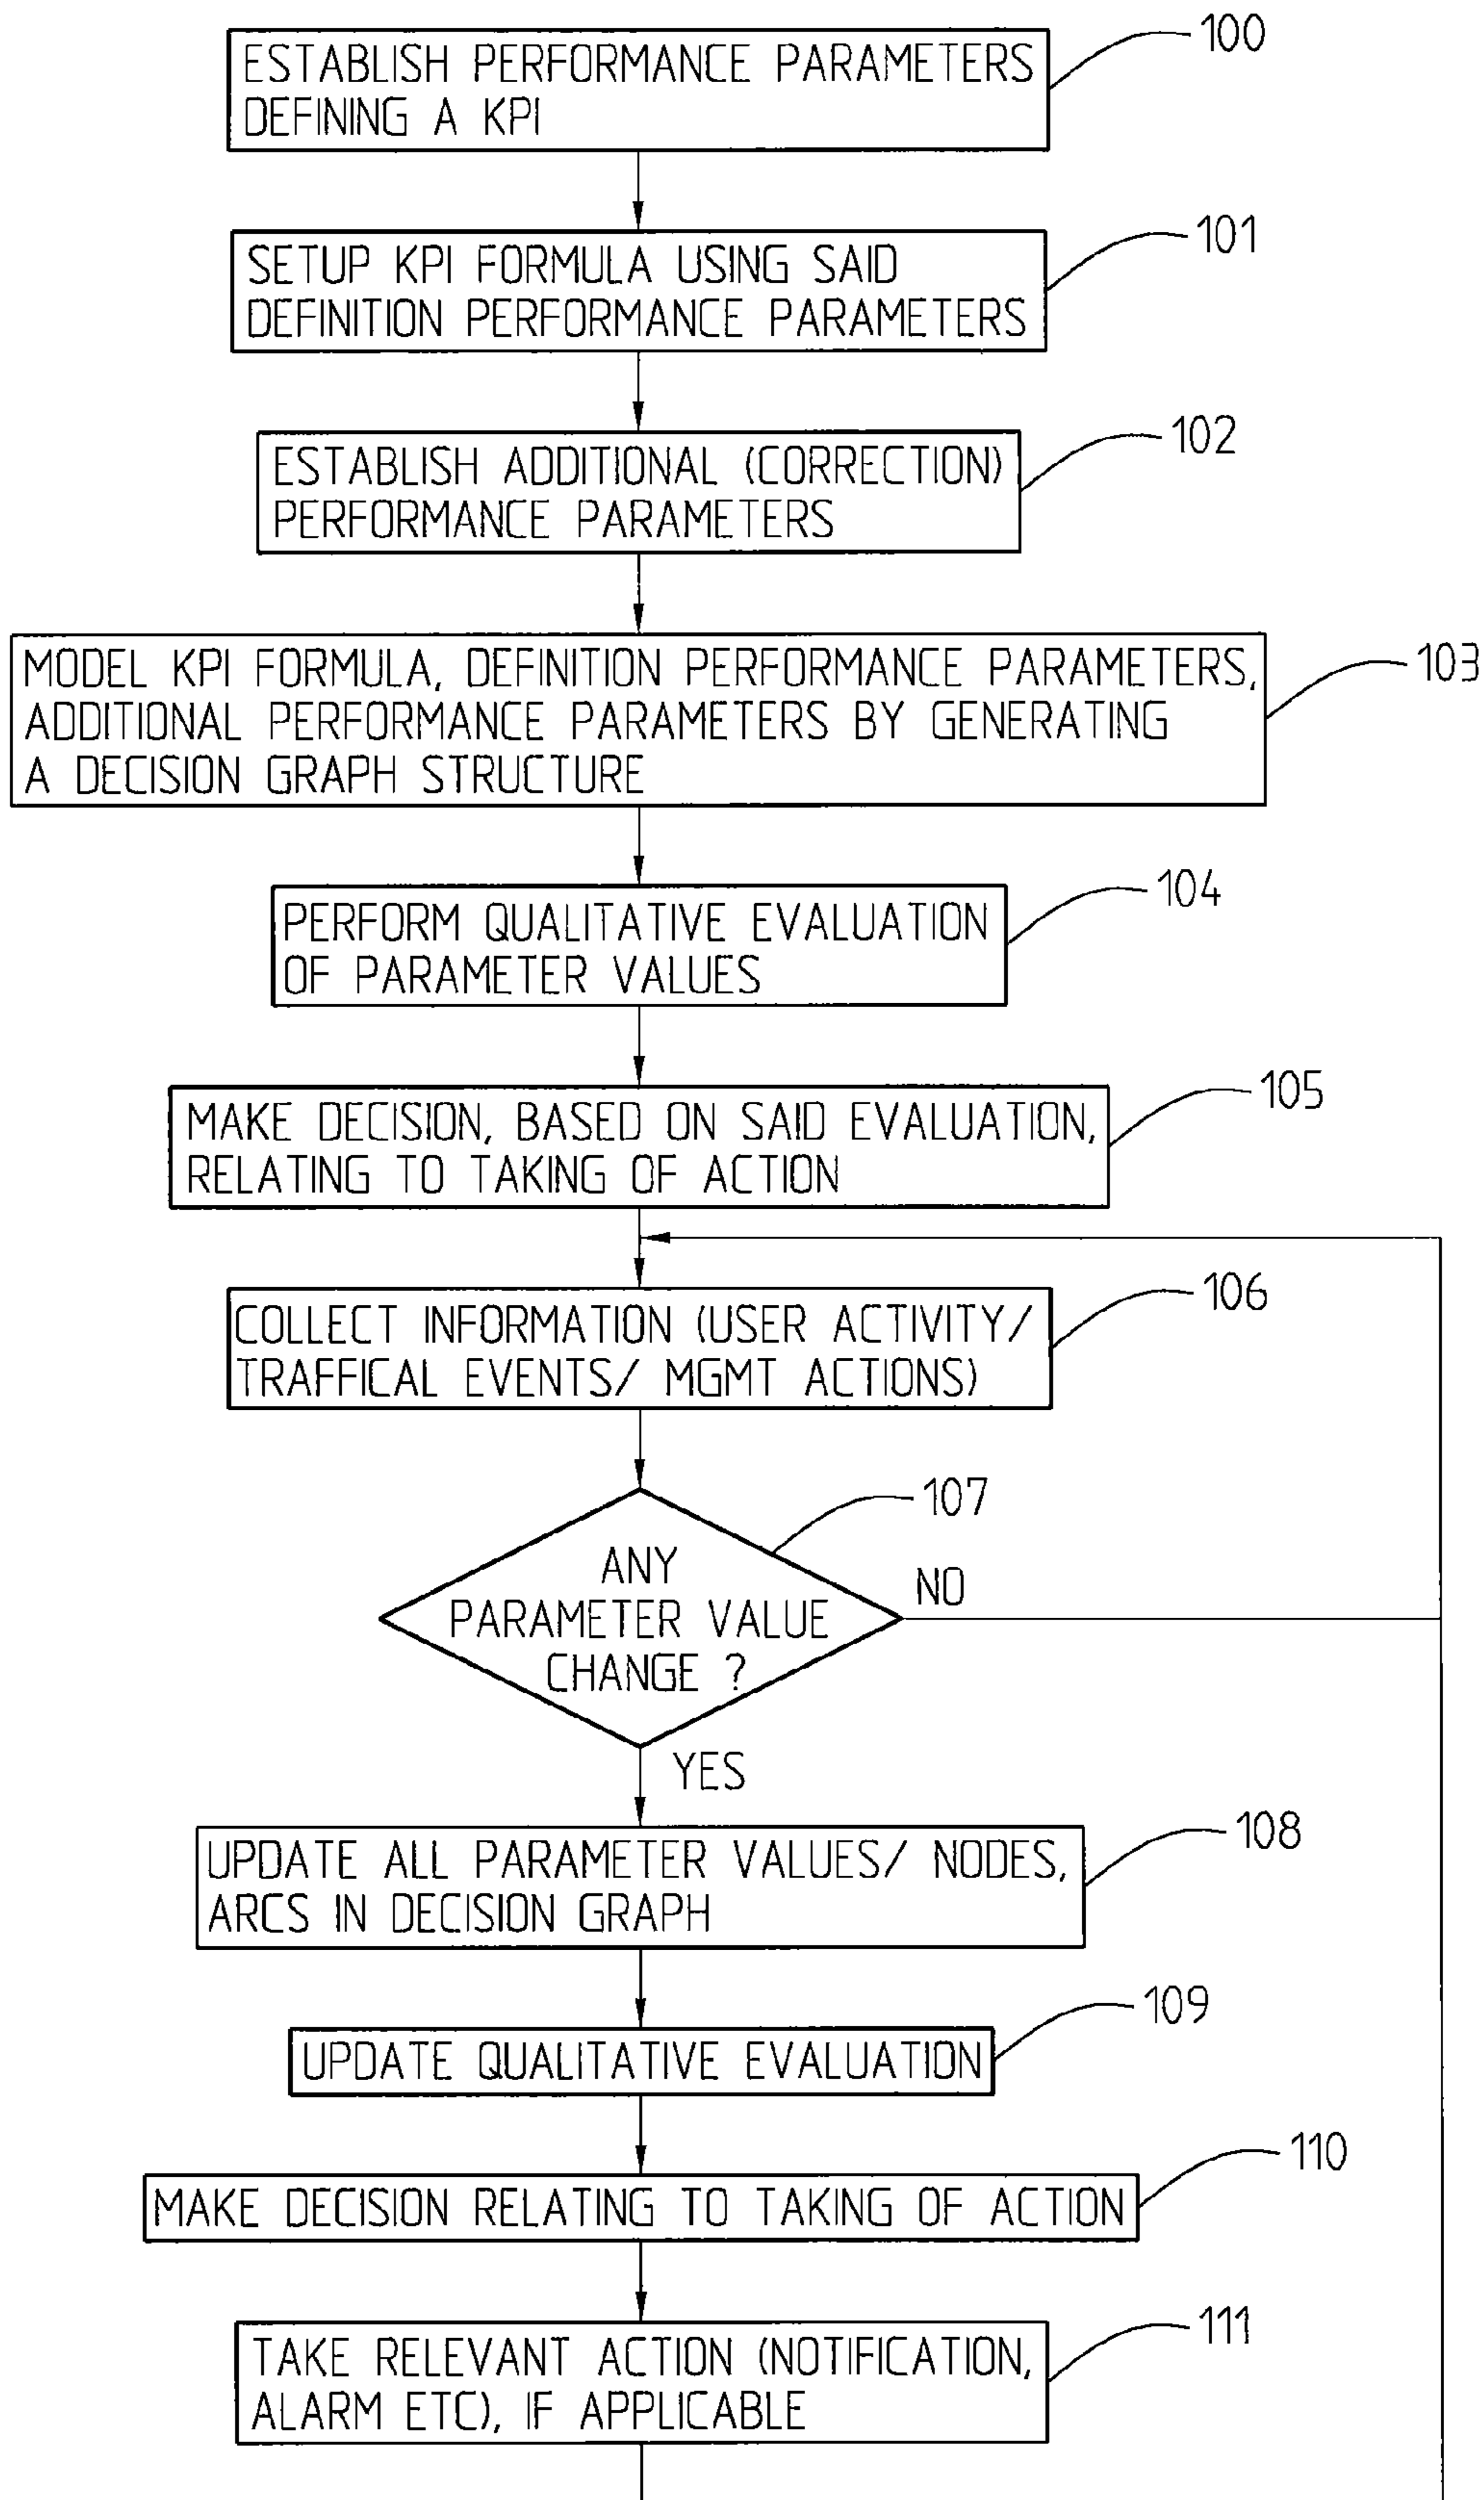 100
ESTABLISH PERFORMANCE PARAMETERS
DEFINING A KPI
101
SETUP KPI FORMULA USING SAID
DEFINITION PERFORMANCE PARAMETERS
102
ESTABLISH ADDITIONAL (CORRECTION)
PERFORMANCE PARAMETERS
103
MODEL KPI FORMULA, DEFINITION PERFORMANCE PARAMETERS,
ADDITIONAL PERFORMANCE PARAMETERS BY GENERATING
A DECISION GRAPH STRUCTURE
104
PERFORM QUALITATIVE EVALUATION
OF PARAMETER VALUES
105
MAKE DECISION, BASED ON SAID EVALUATION,
RELATING TO TAKING OF ACTION
106
COLLECT INFORMATION (USER ACTIVITY/
TRAFFICAL EVENTS/ MGMT ACTIONS)
107
ANY
PARAMETER VALUE
CHANGE ?
NO
YES
108
UPDATE ALL PARAMETER VALUES/ NODES,
ARCS IN DECISION GRAPH
109
UPDATE QUALITATIVE EVALUATION
110
MAKE DECISION RELATING TO TAKING OF ACTION
111
TAKE RELEVANT ACTION (NOTIFICATION,
ALARM ETC), IF APPLICABLE